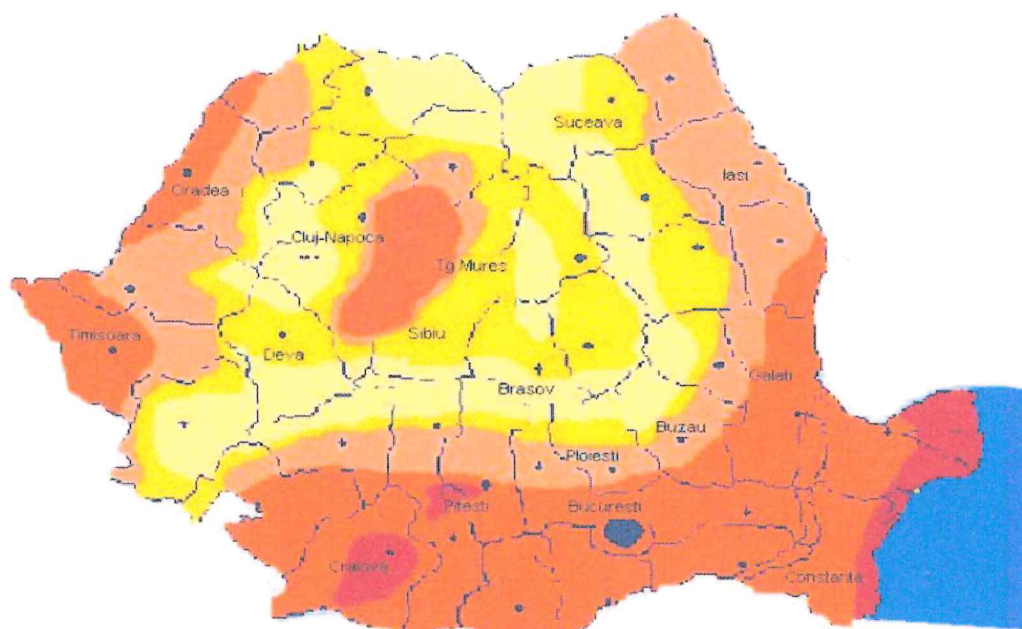 Suceava
Iasi
Oradea
Cluj-Napoca
Tg.Mures
Timisoara
Sibiu
Deva
Galati
Brasov
Buzau
Ploiesti
Pitesti
Bucuresti
Craiova
Constanta